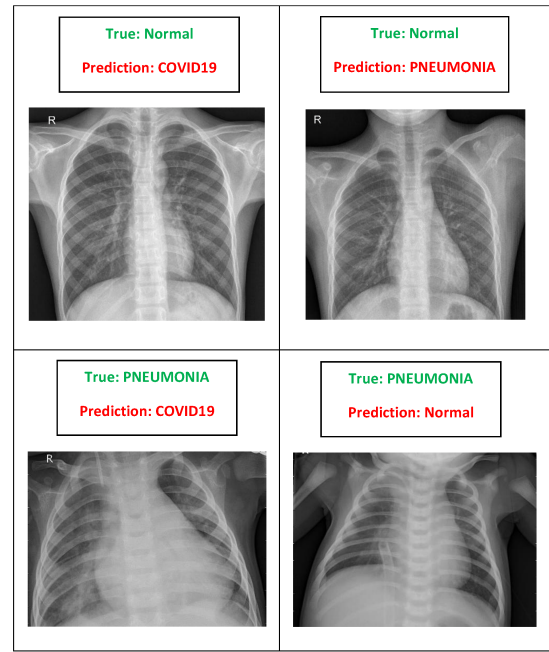 True: Normal
Prediction: COVID19
True: Normal
Prediction: PNEUMONIA
R
R
True: PNEUMONIA
Prediction: COVID19
True: PNEUMONIA
Prediction: Normal
R